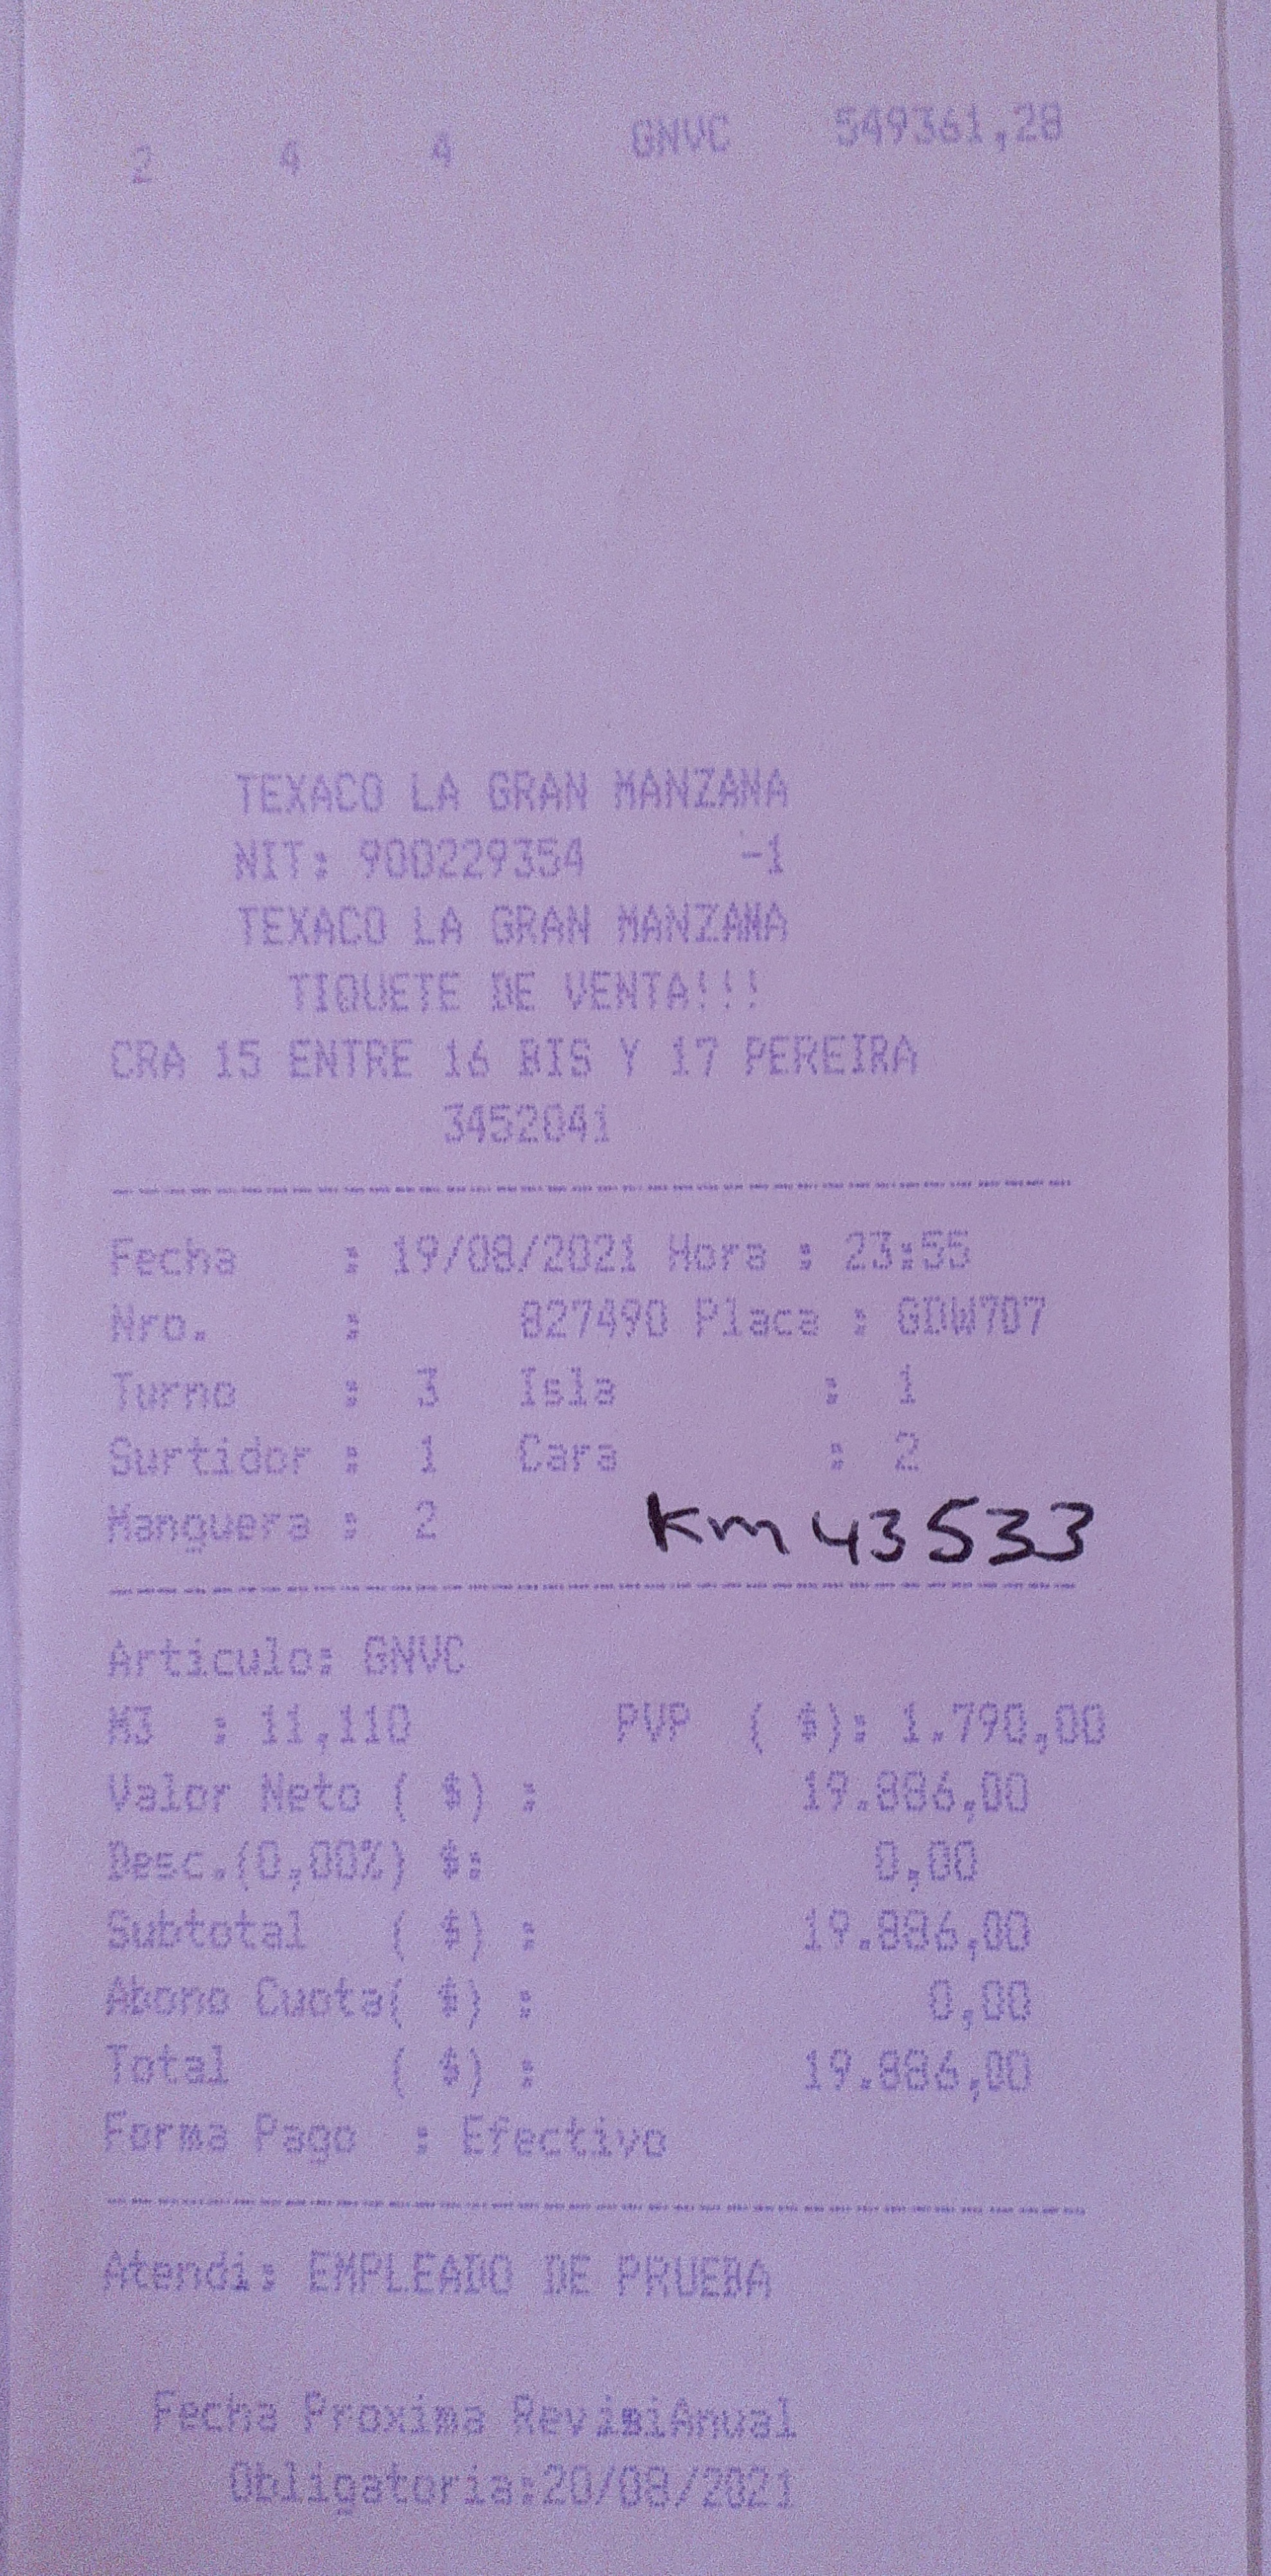 2 4 4 GNVC 549361,28
TEXACO LA GRAN MANZANA
NIT: 900229354 -1
TEXACO LA GRAN MANZANA
TIQUETE DE VENTA!!!
CRA 15 ENTRE 16 BIS Y 17 PEREIRA
3452041
Fecha : 19/08/2021 Hora : 23:55
Nro. : 827490 Placa : GDW707
Turno : 3 Isla : 1
Surtidor : 1 Cara : 2
Manguera : 2 Km 43533
Articulo: GNVC
M3 : 11,110 PVP ( $): 1.790,00
Valor Neto ( $) : 19.886,00
Desc.(0,00%) $: 0,00
Subtotal ( $) : 19.886,00
Abono Cuota( $) : 0,00
Total ( $) : 19.886,00
Forma Pago : Efectivo
Atendi: EMPLEADO DE PRUEBA
Fecha Proxima RevisiAnual
Obligatoria:20/08/2021